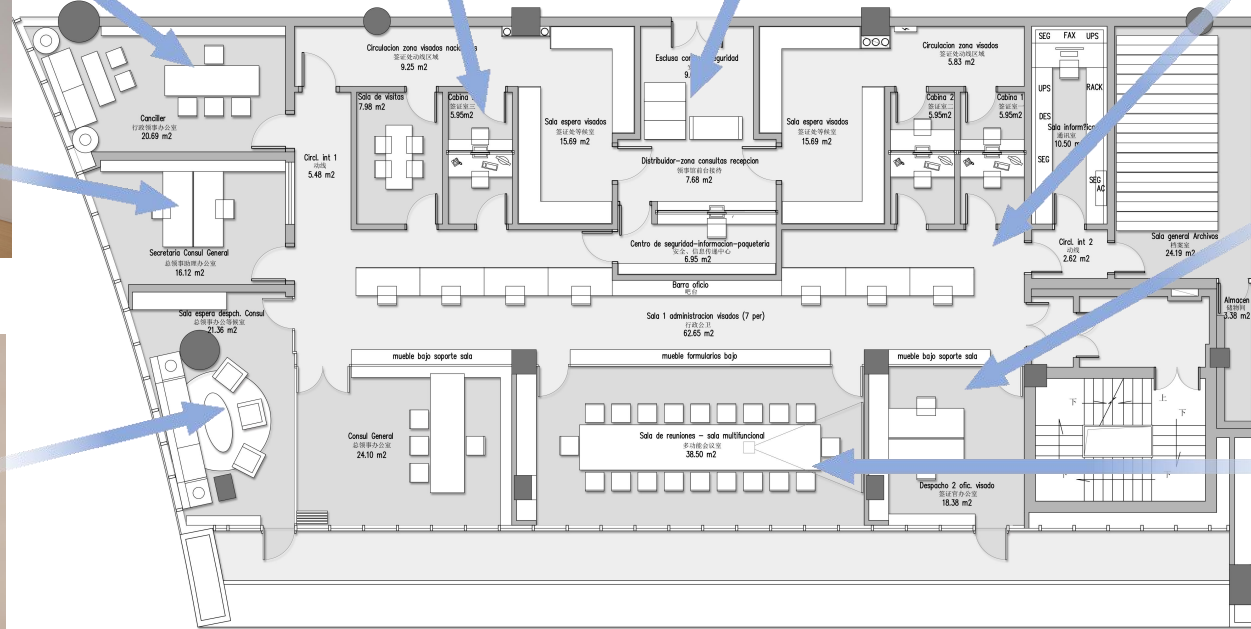 Circulacion zona visados
签证处动线区域
9.25 m2
Circulacion zona visados
签证处动线区域
5.83 m2
SEG FAX UPS
UPS
RACK
DES
SEG
SEG
AC
Canciller
行政领事办公室
20.69 m2
Sala de visitas
7.98 m2
Cabina
签证室三
5.95m2
Sala espera visados
签证处等候室
15.69 m2
Esclusa
Sala espera visados
签证处等候室
15.69 m2
Cabina 2
签证室二
5.95m2
Cabina 1
签证室一
5.95m2
通讯室
10.50
Circl. int 1
动线
5.48 m2
Distribuidor-zona consultas recepcion
领事馆前台接待
7.68 m2
Secretaria Consul General
总领事助理办公室
16.12 m2
Centro de seguridad-informacion-paqueteria
安全、信息传递中心
6.95 m2
Circl. int 2
动线
2.62 m2
Sala general Archivos
档案室
24.19 m2
Barra oficio
吧台
Almacen
储物间
3.38 m2
Sala espera despch. Consul
总领事办公等候室
21.36 m2
Sala 1 administracion visados (7 per)
行政公卫
62.65 m2
mueble bajo soporte sala
mueble formularios bajo
mueble bajo soporte sala
Consul General
总领事办公室
24.10 m2
Sala de reuniones - sala multifuncional
多功能会议室
38.50 m2
Despacho 2 ofic. visado
签证官办公室
18.38 m2
下
上
下
下
下